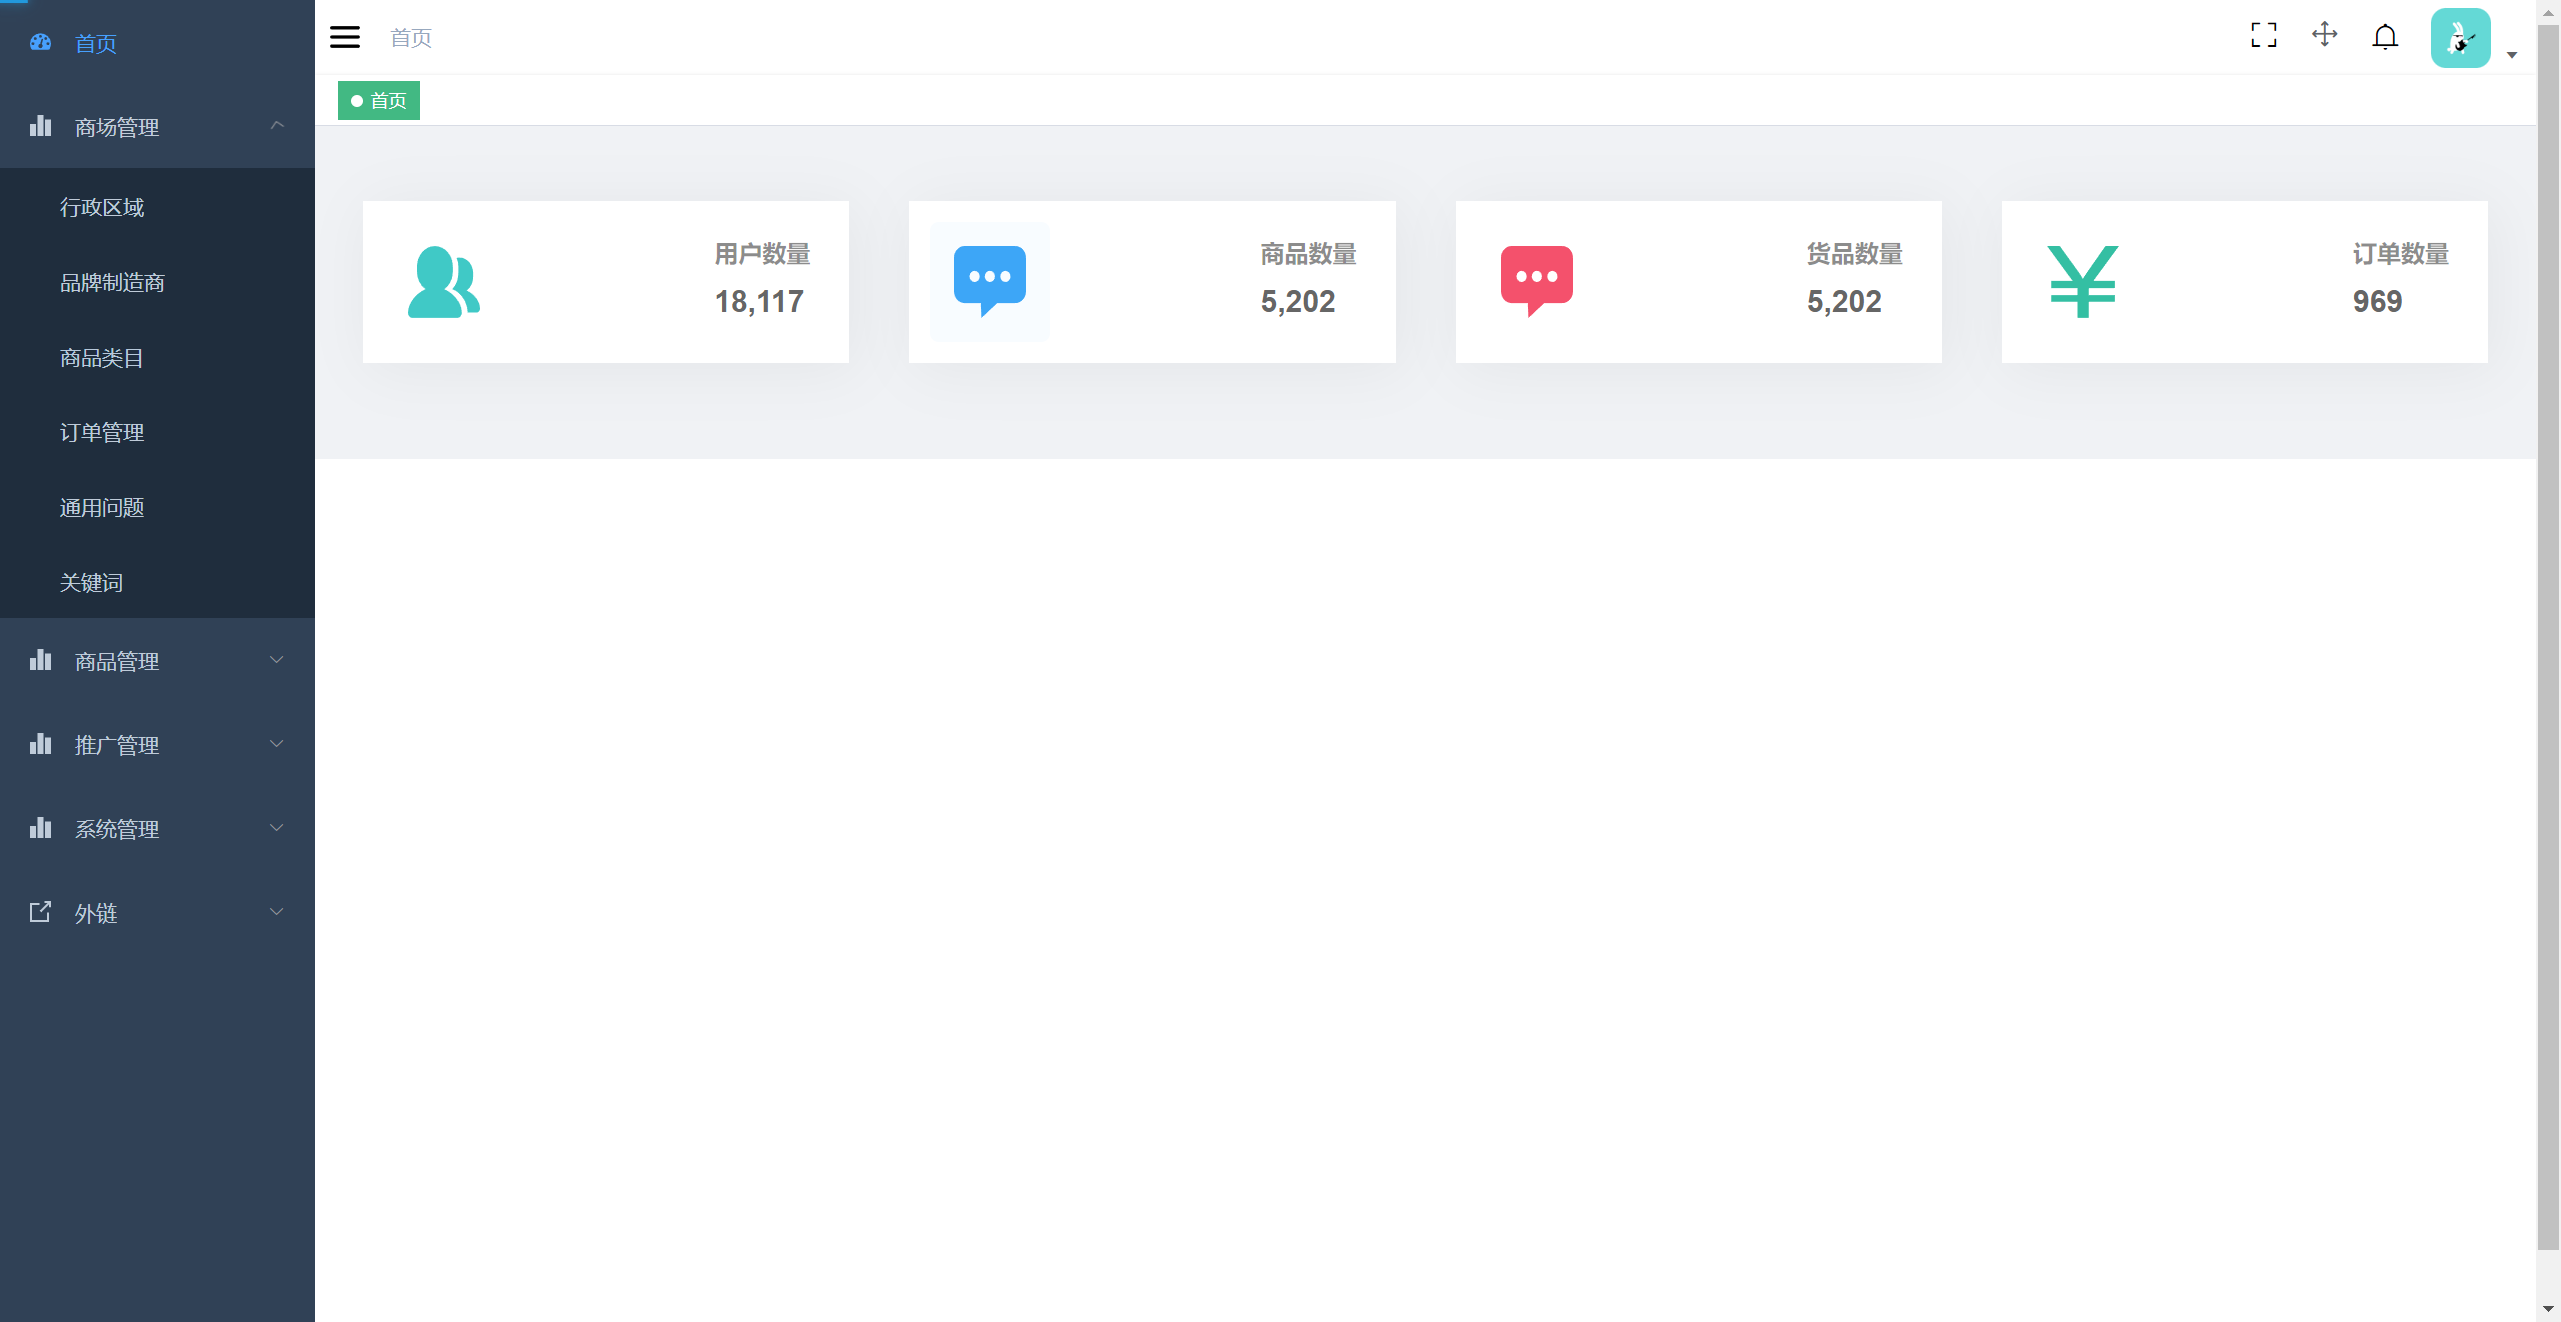 首页
商场管理
行政区域
品牌制造商
商品类目
订单管理
通用问题
关键词
商品管理
推广管理
系统管理
外链
首页
首页
用户数量
18,117
商品数量
5,202
货品数量
5,202
订单数量
969